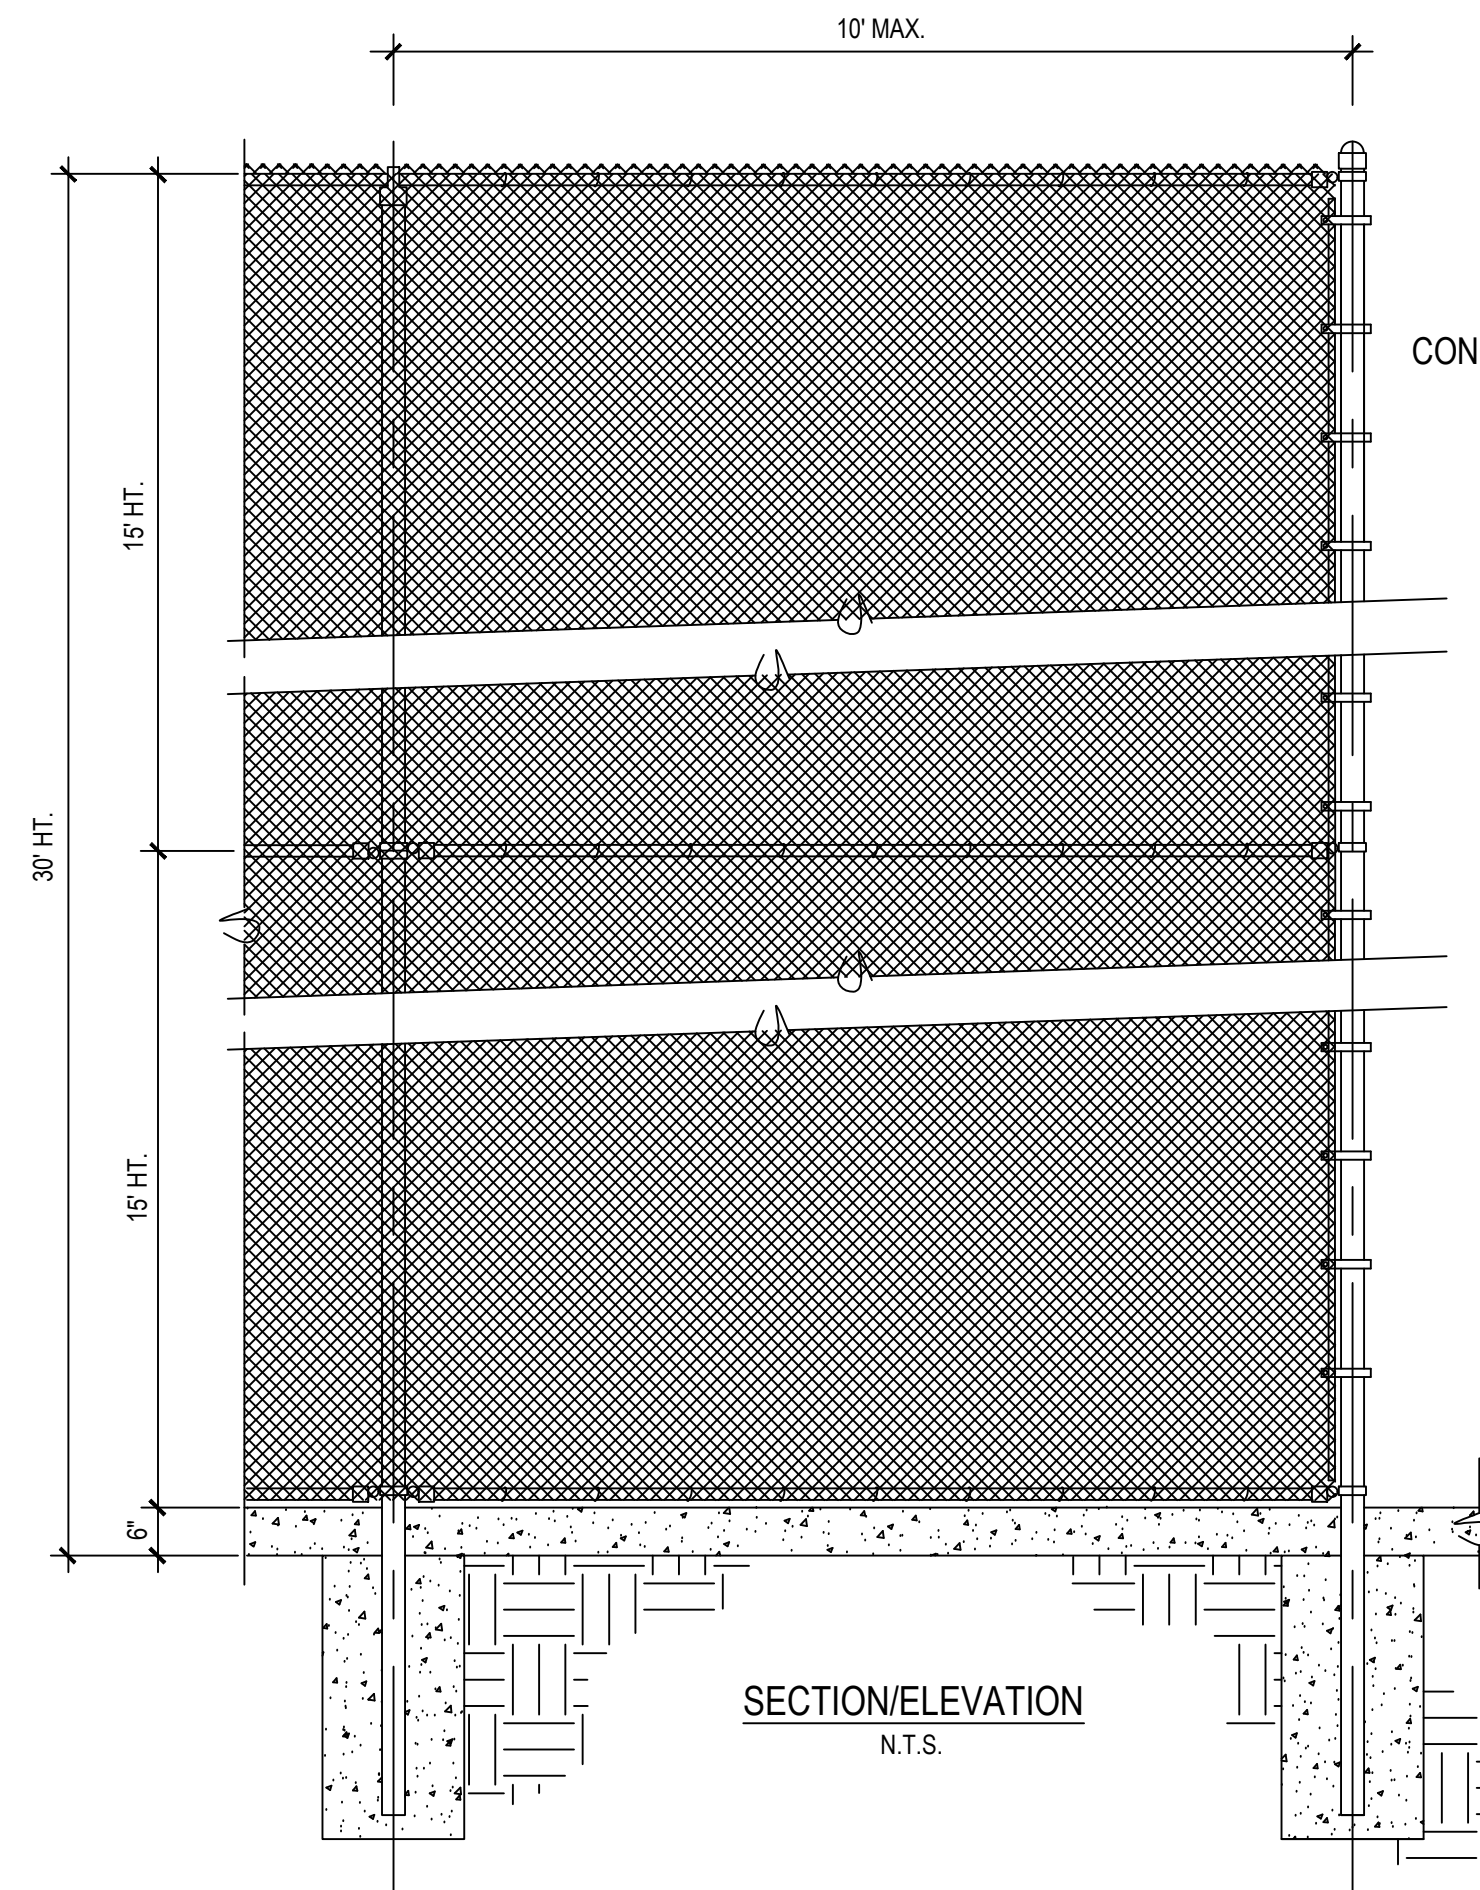 10' MAX.
CON
15' HT.
30' HT.
15' HT.
6"
SECTION/ELEVATION
N.T.S.